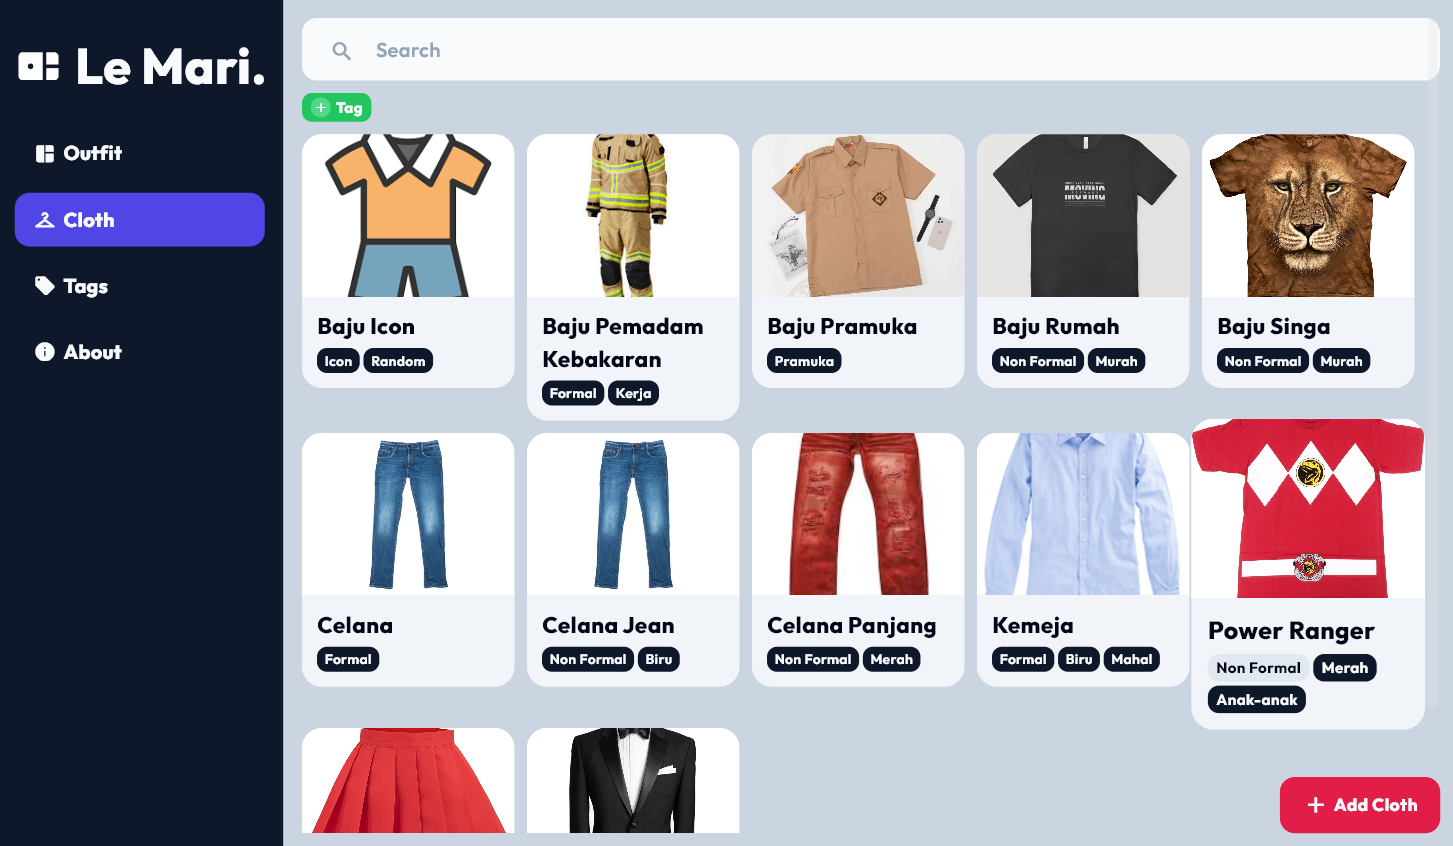 Le Mari.
Outfit
Cloth
Tags
About
Search
+ Tag
Baju Icon
Icon Random
Baju Pemadam
Kebakaran
Formal Kerja
Baju Pramuka
Pramuka
MOVING
Baju Rumah
Non Formal Murah
Baju Singa
Non Formal Murah
Celana
Formal
Celana Jean
Non Formal Biru
Celana Panjang
Non Formal Merah
Kemeja
Formal Biru Mahal
Power Ranger
Non Formal Merah
Anak-anak
+ Add Cloth